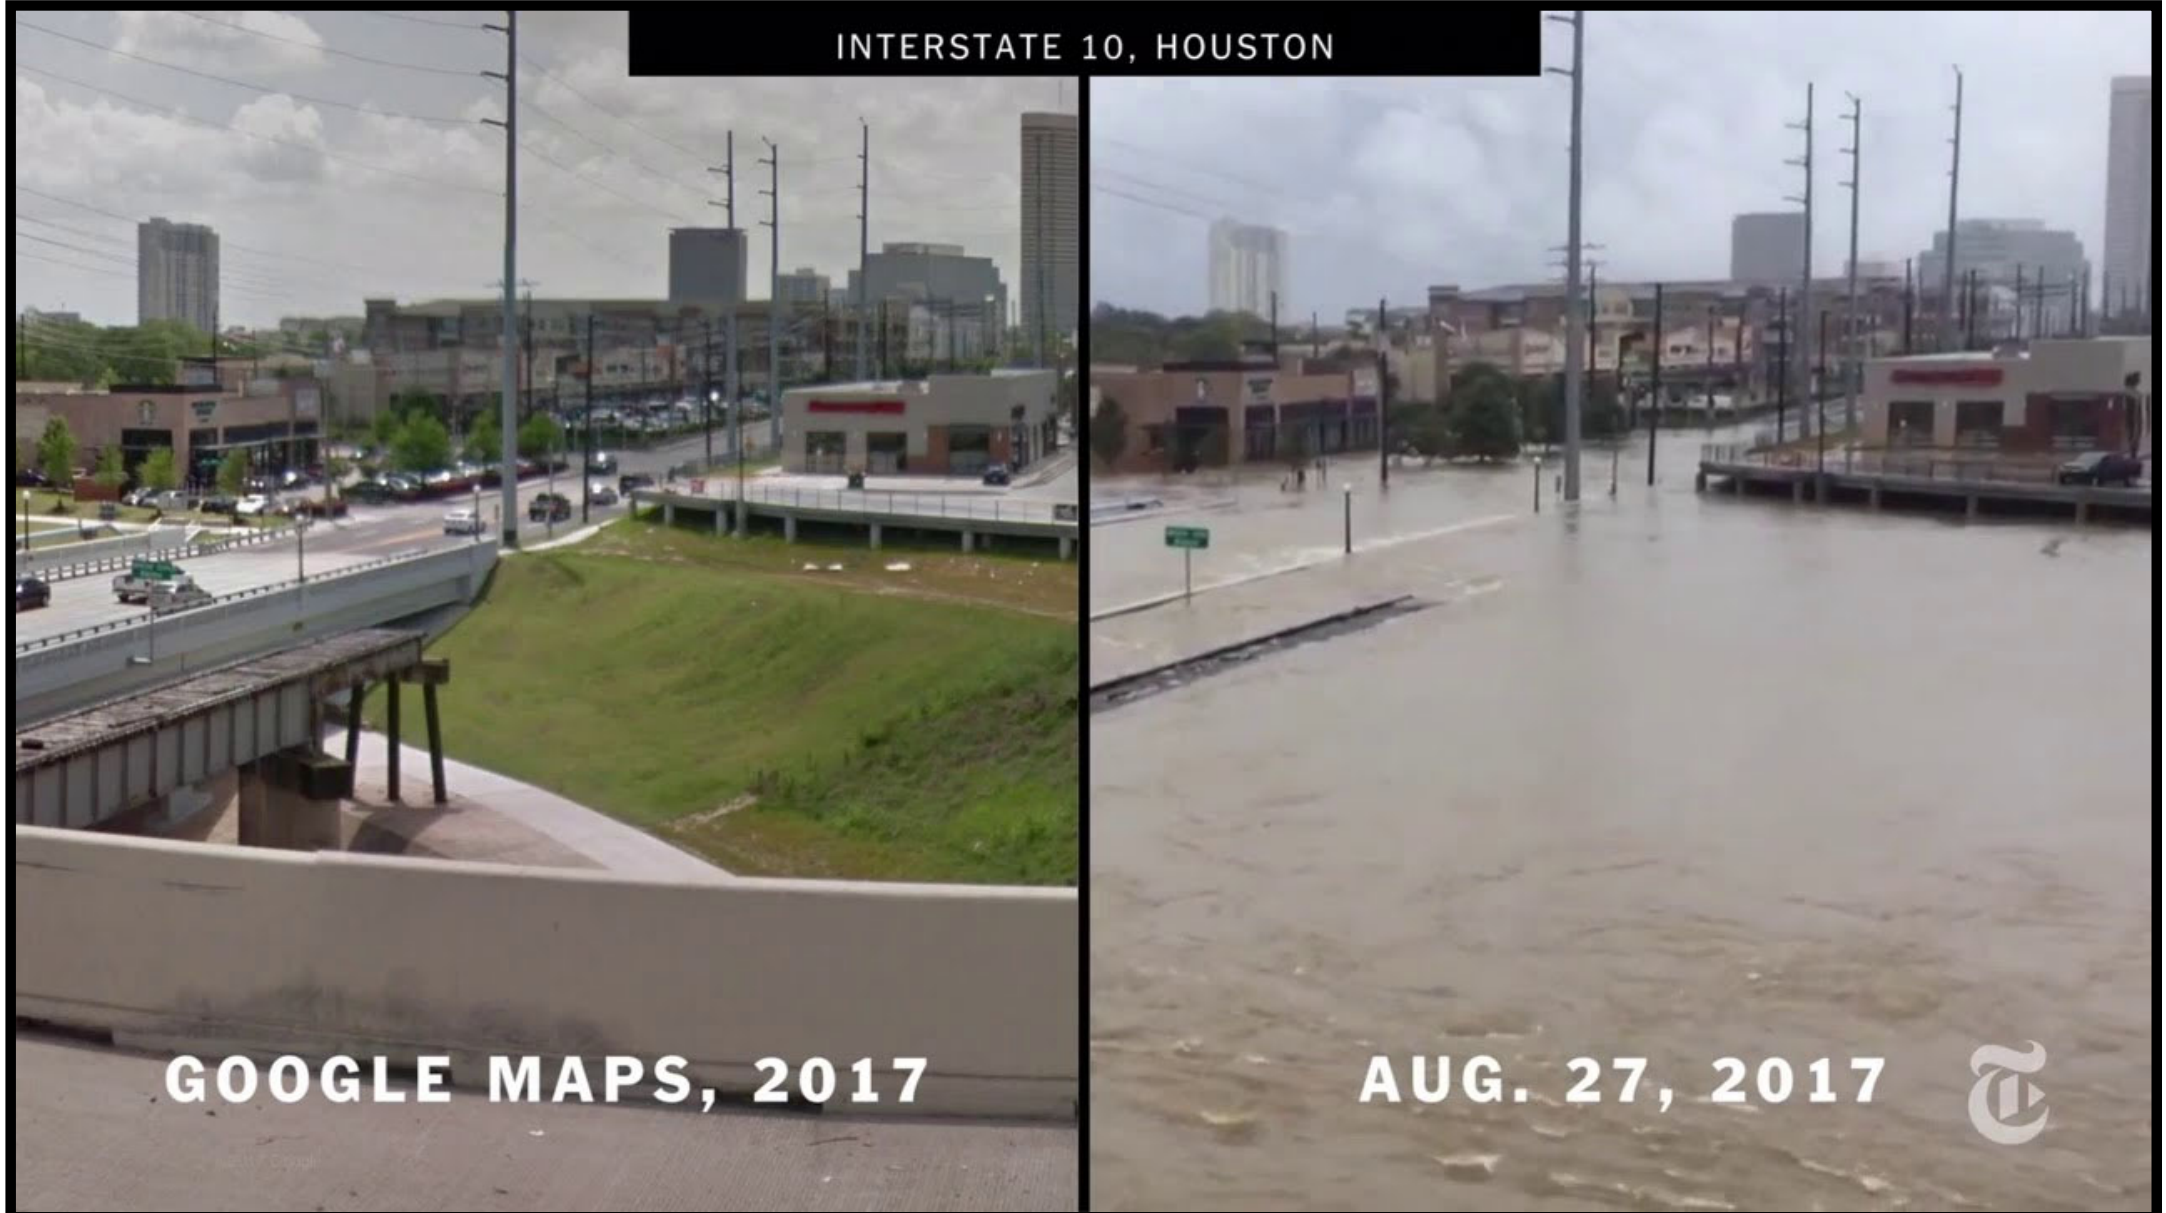 INTERSTATE 10, HOUSTON
GOOGLE MAPS, 2017
AUG. 27, 2017